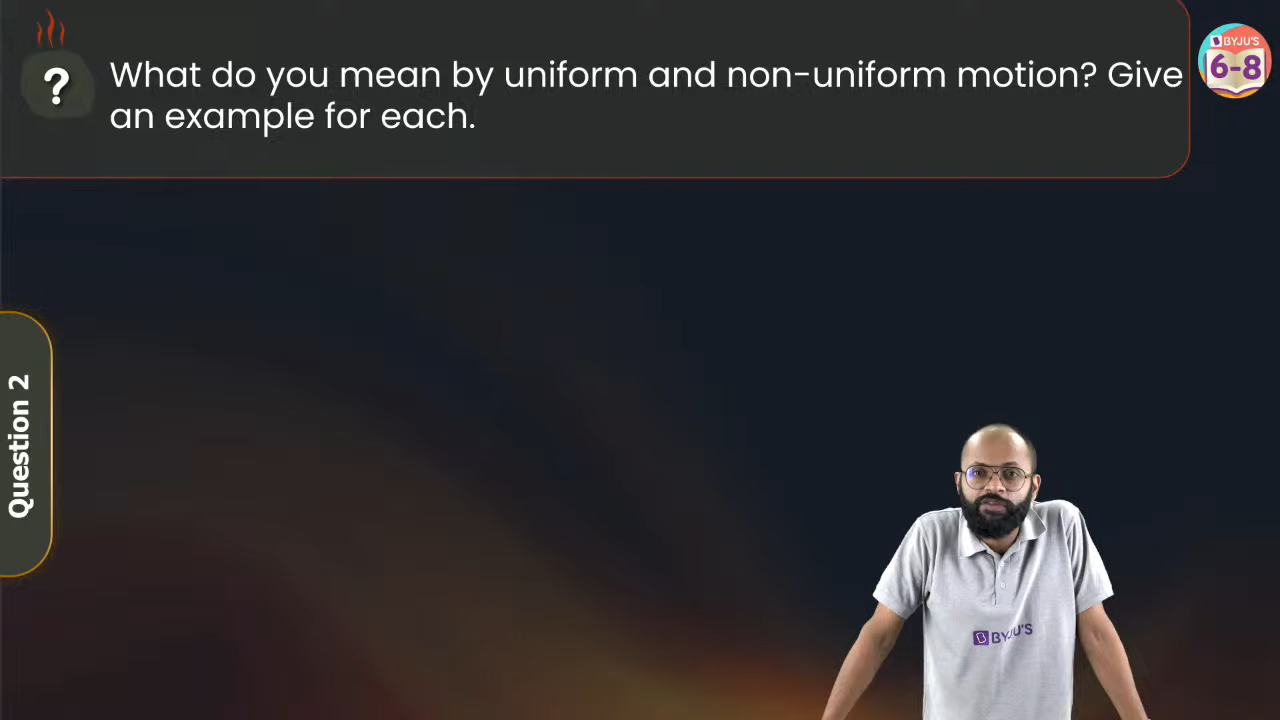 ?
What do you mean by uniform and non-uniform motion? Give
an example for each.
BYJU'S
6-8
Question 2
BYJU'S